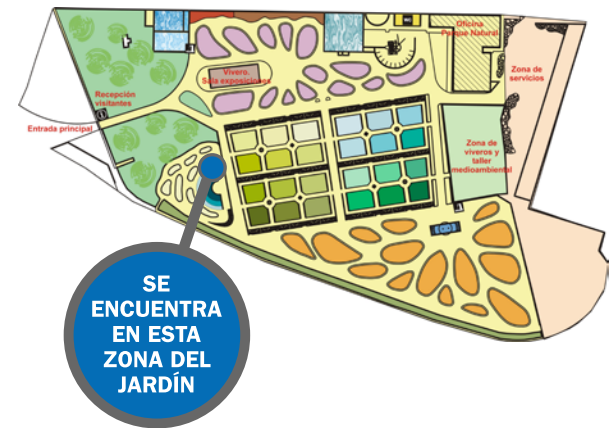 Oficina
Parque Natural
Vivero.
Sala exposiciones
Zona de
servicios
Recepción
visitantes
Entrada principal
Zona de
viveros y
taller
medioambiental
SE
ENCUENTRA
EN ESTA
ZONA DEL
JARDÍN